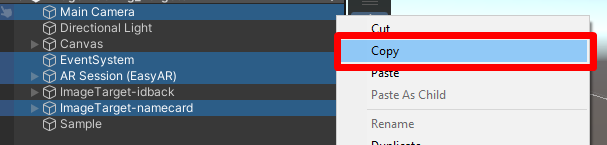 Main Camera
Directional Light
Canvas
EventSystem
AR Session (EasyAR)
ImageTarget-idback
ImageTarget-namecard
Sample
Cut
Copy
Paste
Paste As Child
Rename
Duplicate